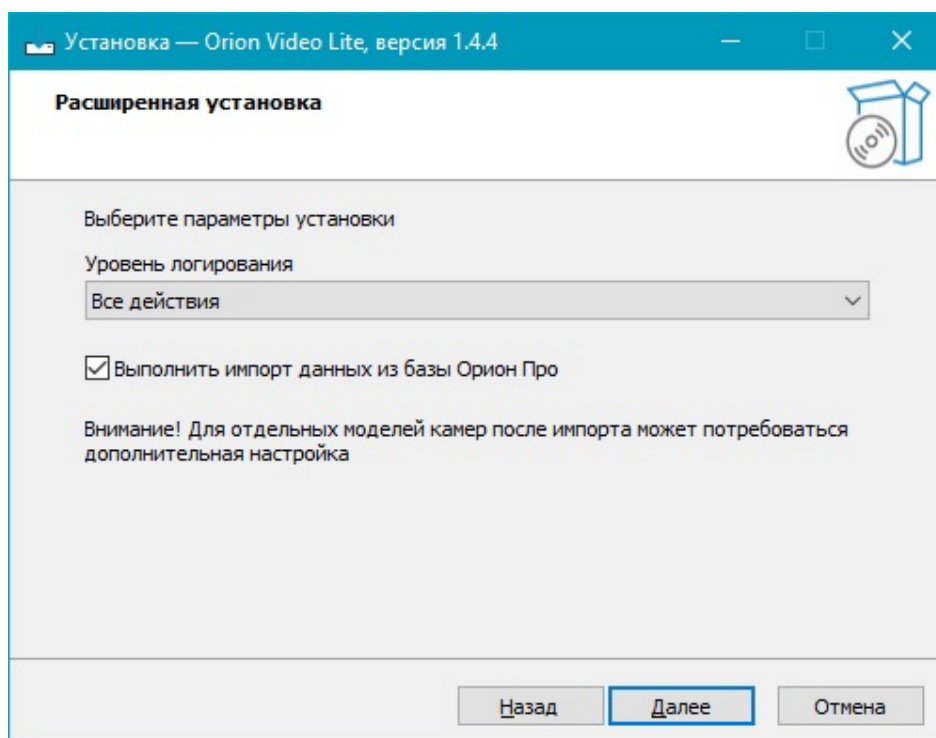 Установка — Orion Video Lite, версия 1.4.4
Расширенная установка
Выберите параметры установки
Уровень логирования
Все действия
Выполнить импорт данных из базы Орион Про
Внимание! Для отдельных моделей камер после импорта может потребоваться
дополнительная настройка
Назад
Далее
Отмена